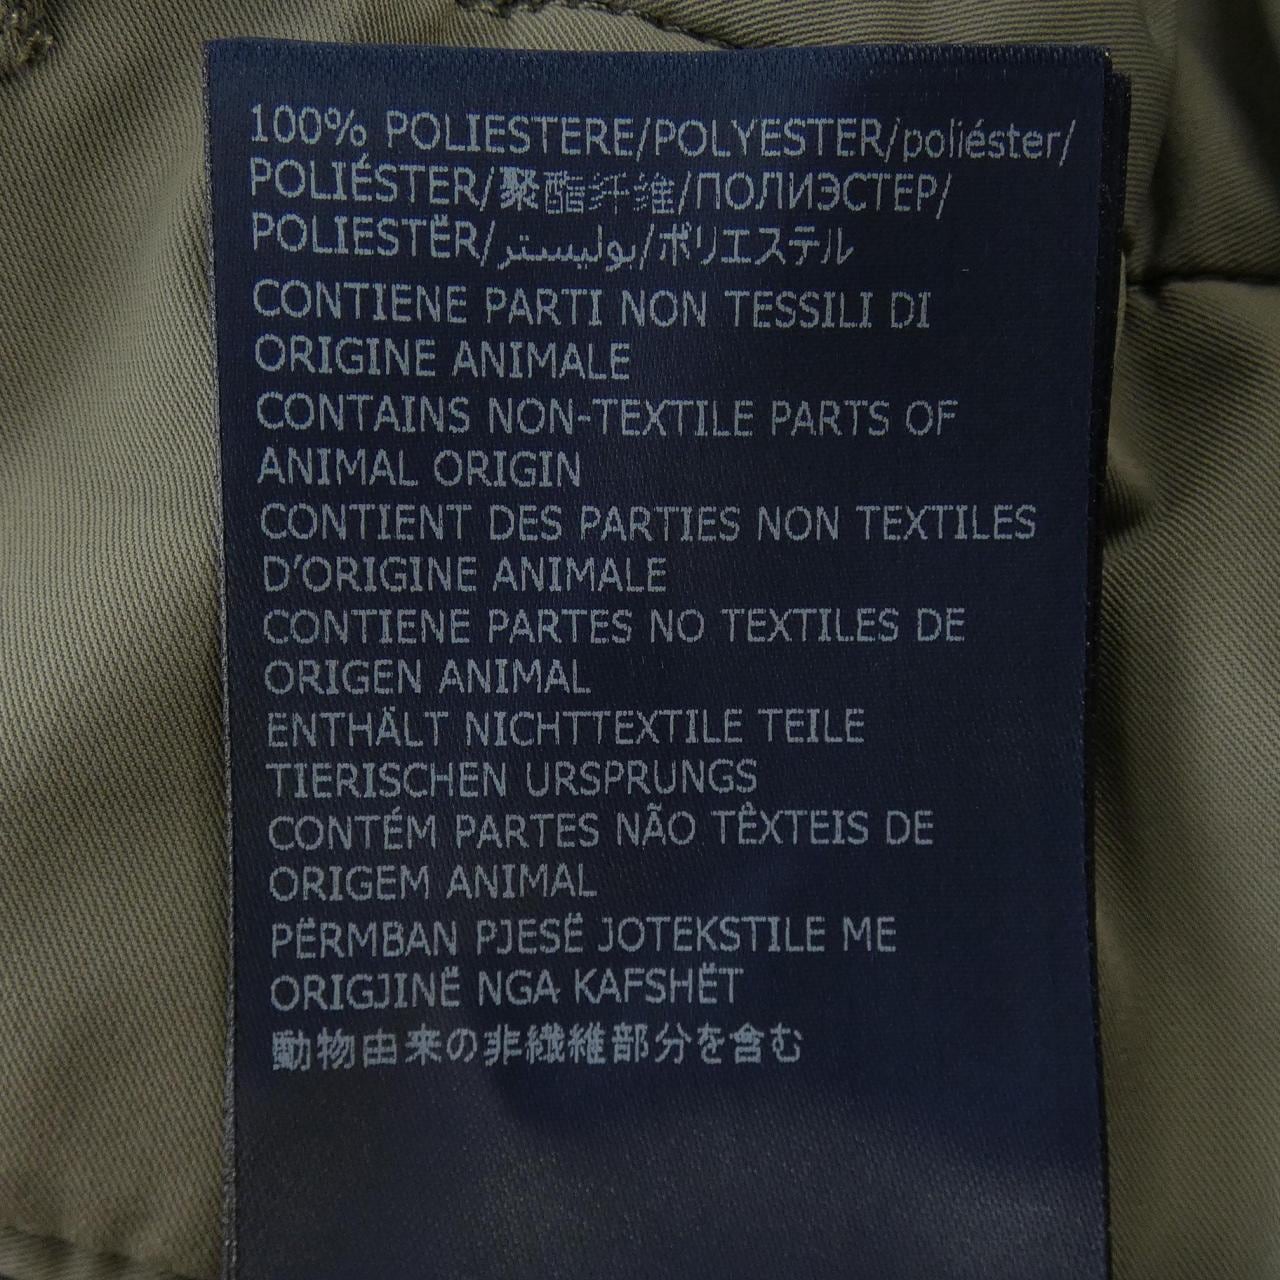 100% POLIESTERE/POLYESTER/poliéster/
POLIÉSTER/聚酯纤维/ПОЛИЭСТЕР/
POLIESTËR/بوليستر/ポリエステル
CONTIENE PARTI NON TESSILI DI
ORIGINE ANIMALE
CONTAINS NON-TEXTILE PARTS OF
ANIMAL ORIGIN
CONTIENT DES PARTIES NON TEXTILES
D'ORIGINE ANIMALE
CONTIENE PARTES NO TEXTILES DE
ORIGEN ANIMAL
ENTHÄLT NICHTTEXTILE TEILE
TIERISCHEN URSPRUNGS
CONTÉM PARTES NÃO TÊXTEIS DE
ORIGEM ANIMAL
PËRMBAN PJESË JOTEKSTILE ME
ORIGJINË NGA KAFSHËT
動物由来の非繊維部分を含む